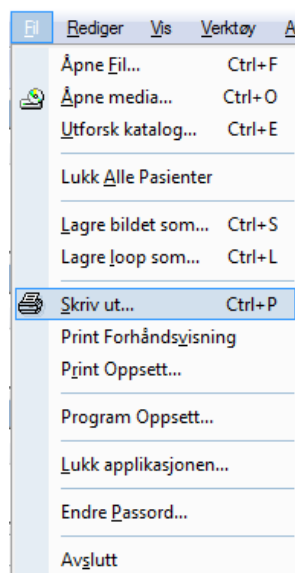 Fil Rediger Vis Verktøy A
Åpne Fil... Ctrl+F
Åpne media... Ctrl+O
Utforsk katalog... Ctrl+E
Lukk Alle Pasienter
Lagre bildet som... Ctrl+S
Lagre loop som... Ctrl+L
Skriv ut... Ctrl+P
Print Forhåndsvisning
Print Oppsett...
Program Oppsett...
Lukk applikasjonen...
Endre Passord...
Avslutt